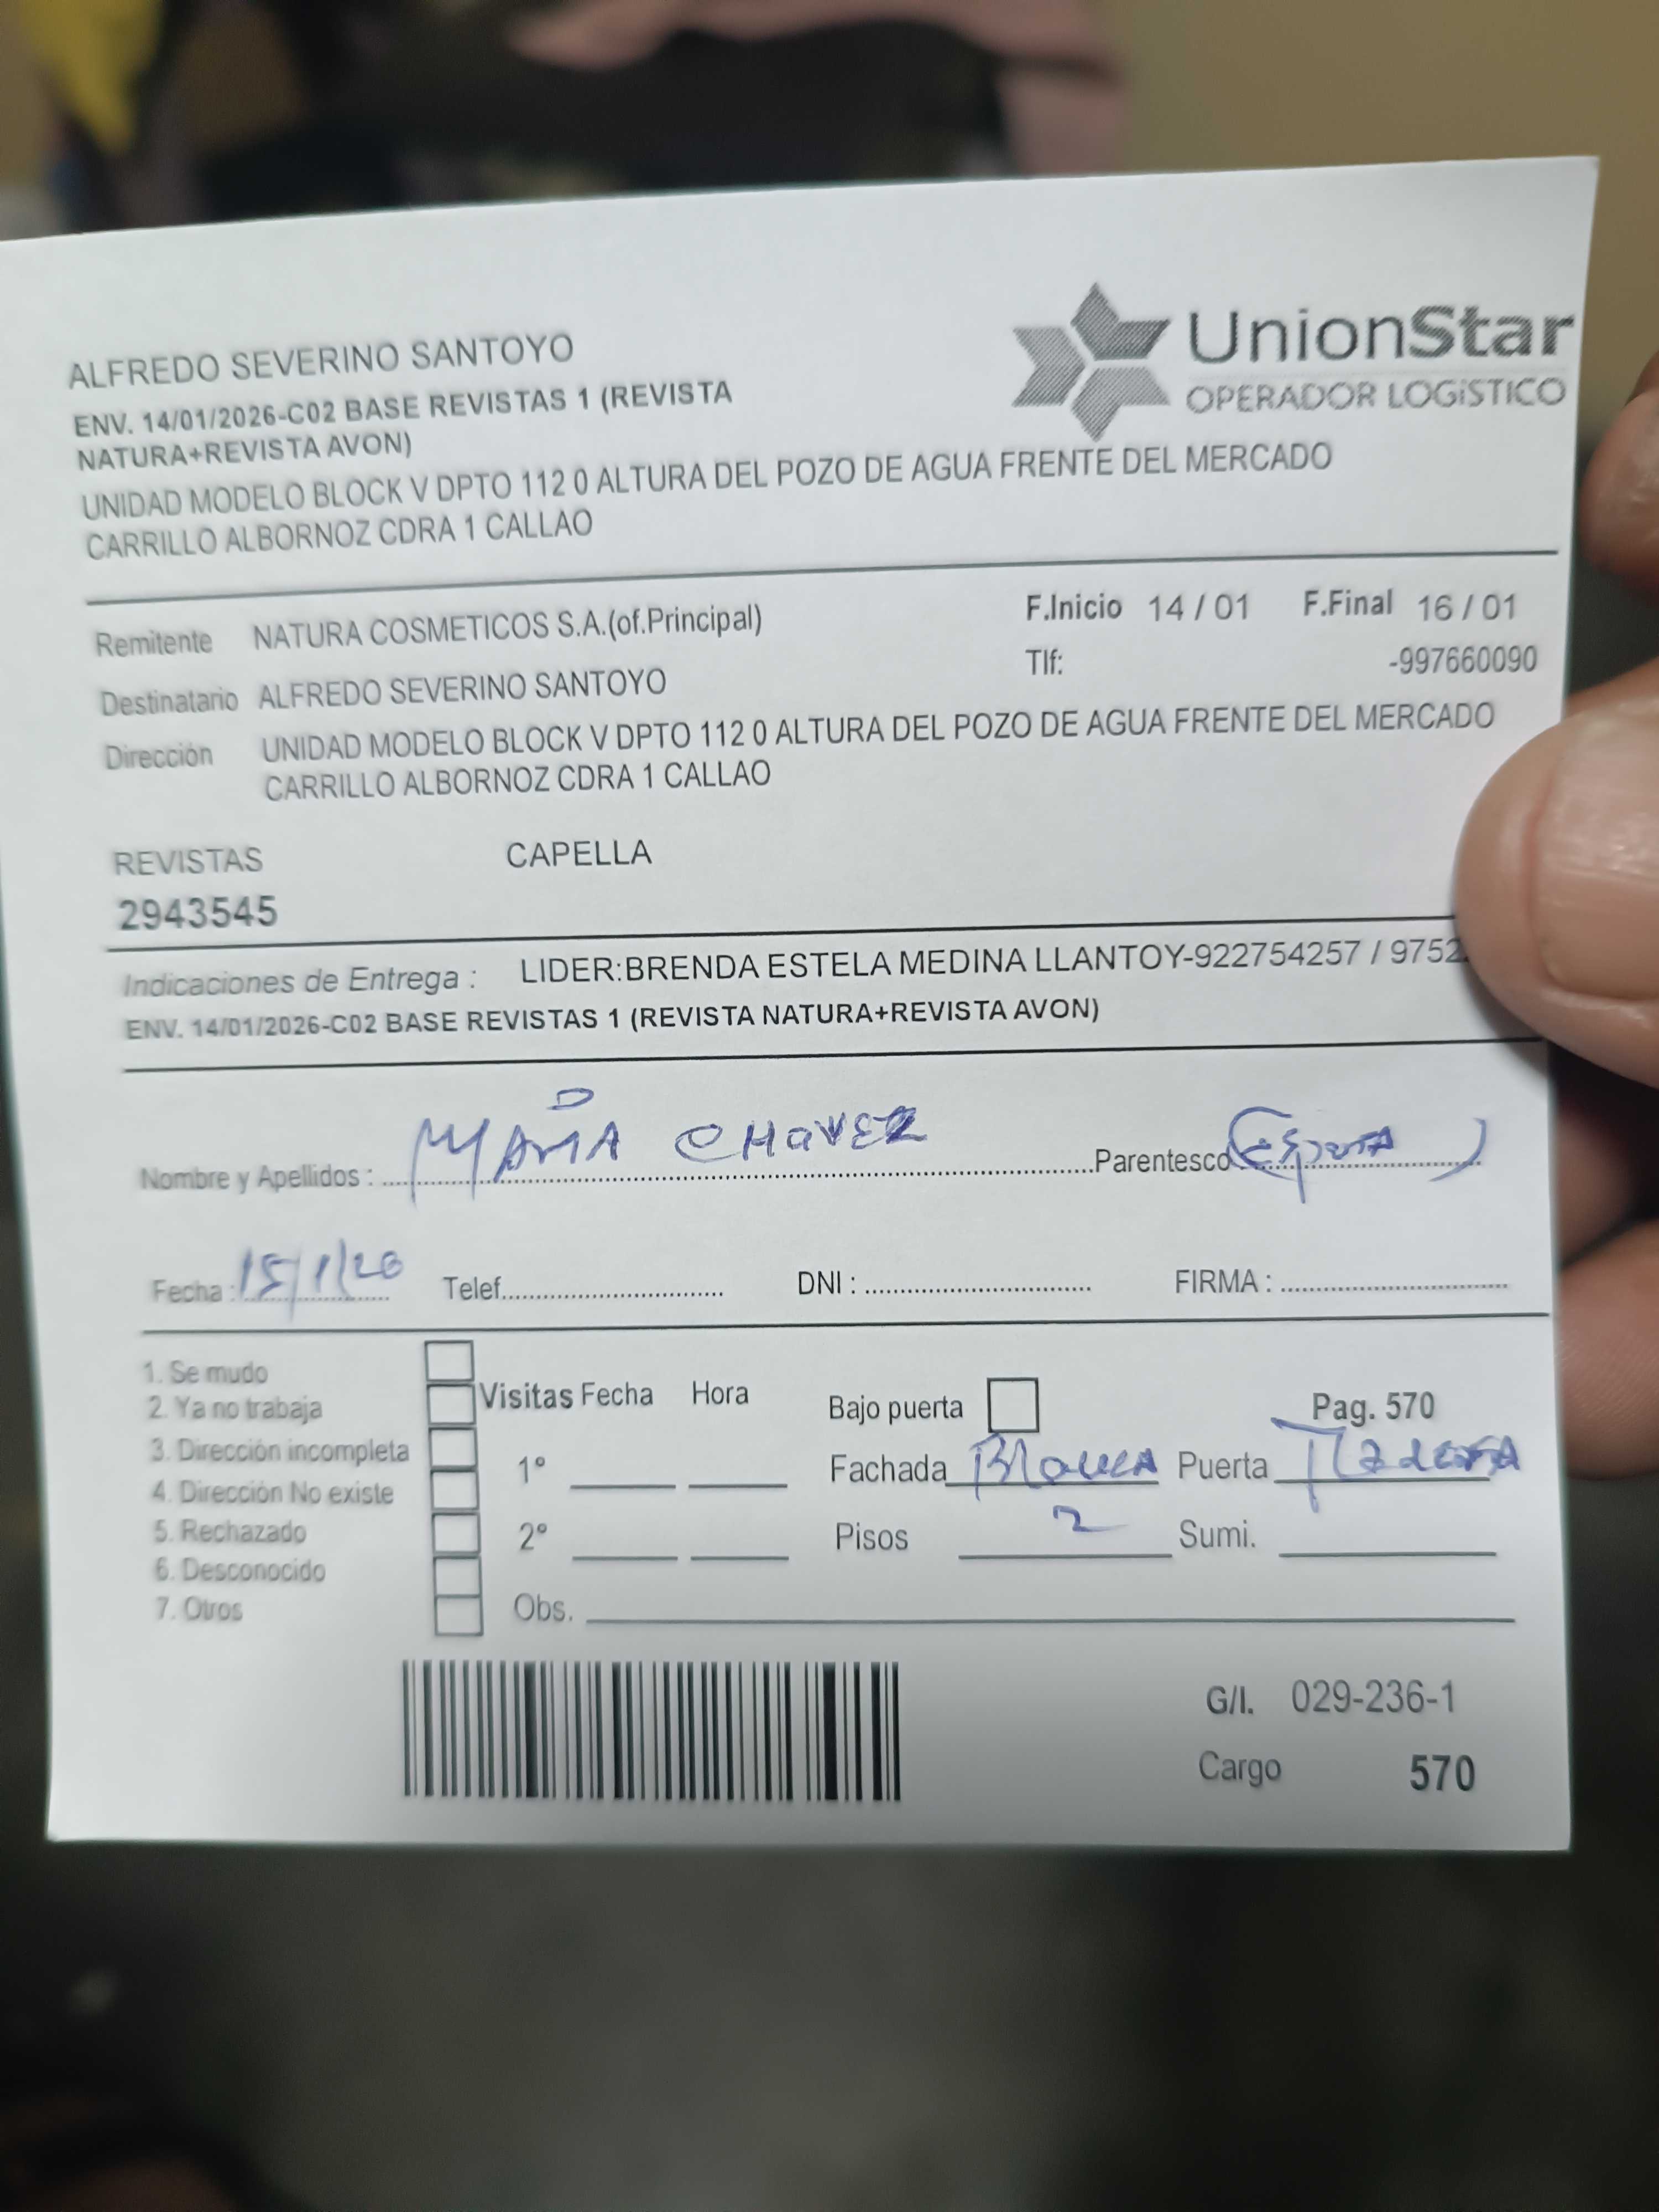 UnionStar
OPERADOR LOGíSTICO
ALFREDO SEVERINO SANTOYO
ENV. 14/01/2026-C02 BASE REVISTAS 1 (REVISTA
NATURA+REVISTA AVON)
UNIDAD MODELO BLOCK V DPTO 112 0 ALTURA DEL POZO DE AGUA FRENTE DEL MERCADO
CARRILLO ALBORNOZ CDRA 1 CALLAO
Remitente NATURA COSMETICOS S.A.(of.Principal) F.Inicio 14 / 01 F.Final 16 / 01
Tlf: -997660090
Destinatario ALFREDO SEVERINO SANTOYO
Dirección UNIDAD MODELO BLOCK V DPTO 112 0 ALTURA DEL POZO DE AGUA FRENTE DEL MERCADO
CARRILLO ALBORNOZ CDRA 1 CALLAO
REVISTAS CAPELLA
2943545
Indicaciones de Entrega : LIDER:BRENDA ESTELA MEDINA LLANTOY-922754257 / 9752
ENV. 14/01/2026-C02 BASE REVISTAS 1 (REVISTA NATURA+REVISTA AVON)
Nombre y Apellidos : MARIA CHAVEZ Parentesco (Esposa)
Fecha : 15/1/26 Telef. DNI : FIRMA :
1. Se mudo
2. Ya no trabaja
3. Dirección incompleta
4. Dirección No existe
5. Rechazado
6. Desconocido
7. Otros
Visitas Fecha Hora
1°
2°
Obs.
Bajo puerta Pag. 570
Fachada Blanca Puerta Madera
Pisos 2 Sumi.
G/I. 029-236-1
Cargo 570